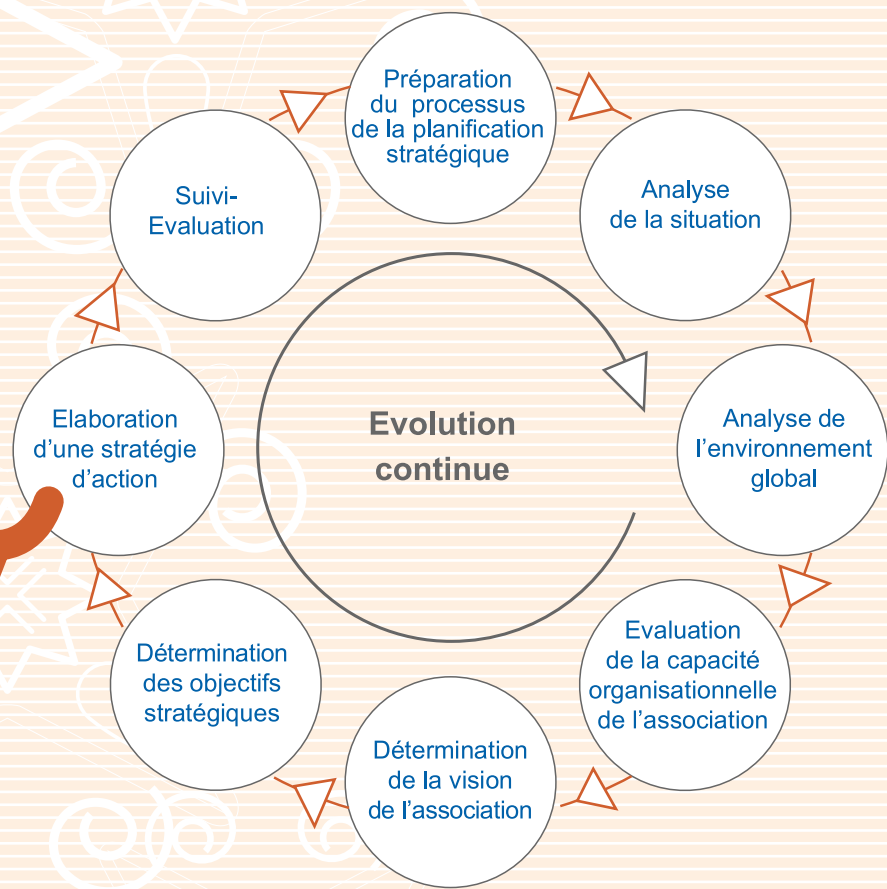 Préparation
du processus
de la planification
stratégique
Analyse
de la situation
Analyse de
l’environnement
global
Evaluation
de la capacité
organisationnelle
de l’association
Détermination
de la vision
de l’association
Détermination
des objectifs
stratégiques
Elaboration
d’une stratégie
d’action
Suivi-
Evaluation
Evolution
continue